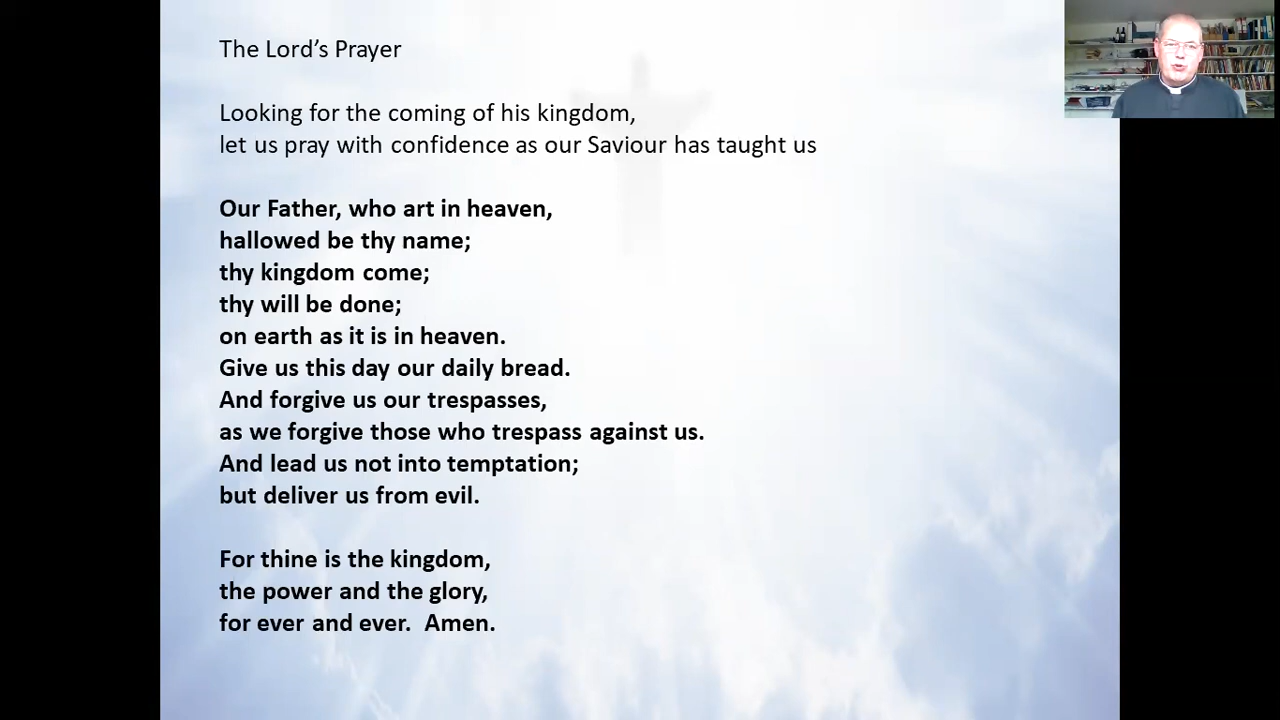 The Lord’s Prayer
Looking for the coming of his kingdom,
let us pray with confidence as our Saviour has taught us
Our Father, who art in heaven,
hallowed be thy name;
thy kingdom come;
thy will be done;
on earth as it is in heaven.
Give us this day our daily bread.
And forgive us our trespasses,
as we forgive those who trespass against us.
And lead us not into temptation;
but deliver us from evil.
For thine is the kingdom,
the power and the glory,
for ever and ever.  Amen.